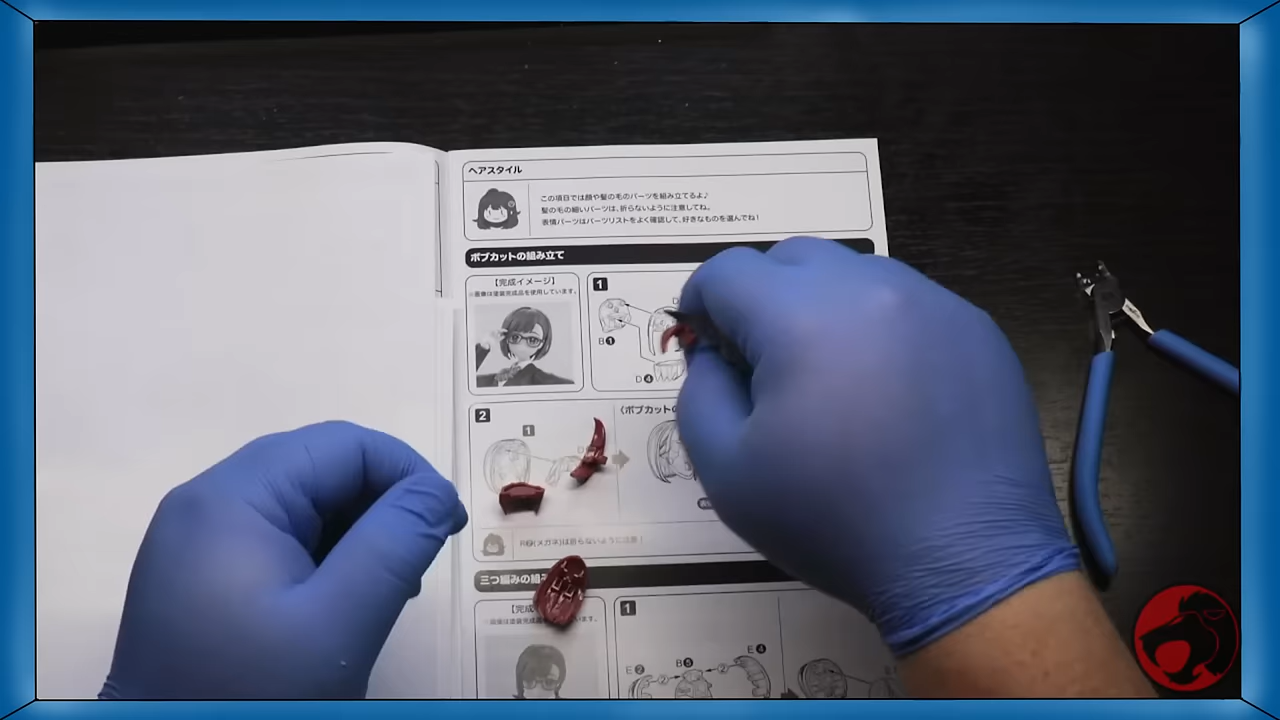 ヘアスタイル
この項目では顔や髪の毛のパーツを組み立てるよ♪
髪の毛の細いパーツは、折らないように注意してね。
表情パーツはパーツリストをよく確認して、好きなものを選んでね!
ボブカットの組み立て
【完成イメージ】
※画像は塗装完成品を使用しています。
1
B1
D4
2
1
〈ボブカットの
R㊷(メガネ)は折らないように注意!
三つ編みの組み
【完成
1
E2
B5
2
E4